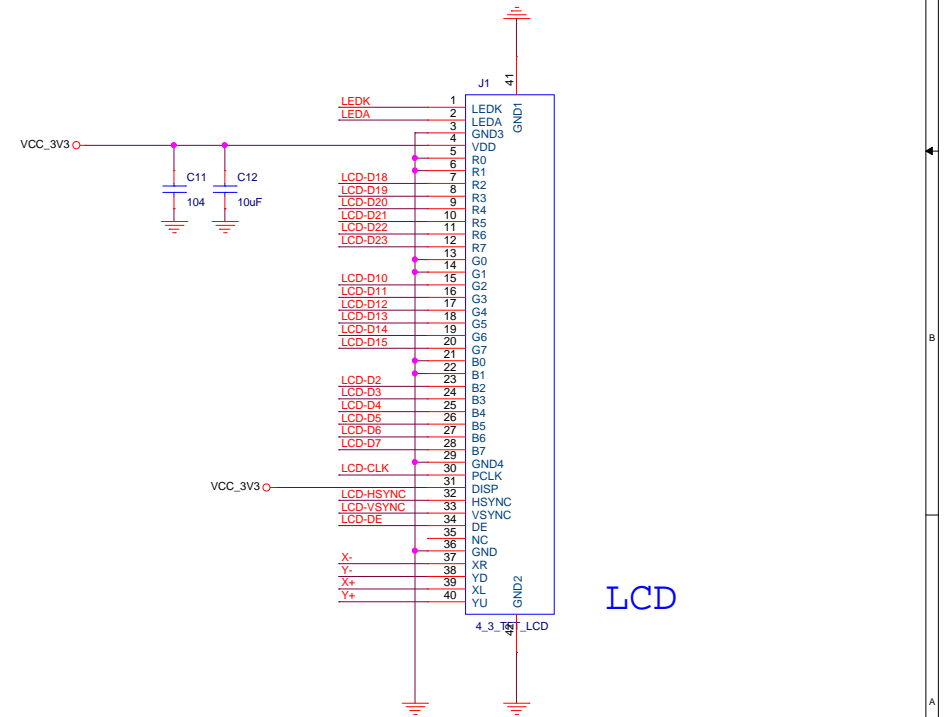 41
J1
GND1
LEDK 1 LEDK
LEDA 2 LEDA
3 GND3
VCC_3V3 4 VDD
5 R0
6 R1
LCD-D18 7 R2
LCD-D19 8 R3
LCD-D20 9 R4
LCD-D21 10 R5
LCD-D22 11 R6
LCD-D23 12 R7
C11 C12
104 10uF
13 G0
14 G1
LCD-D10 15 G2
LCD-D11 16 G3
LCD-D12 17 G4
LCD-D13 18 G5
LCD-D14 19 G6
LCD-D15 20 G7
21 B0
22 B1
LCD-D2 23 B2
LCD-D3 24 B3
LCD-D4 25 B4
LCD-D5 26 B5
LCD-D6 27 B6
LCD-D7 28 B7
29 GND4
LCD-CLK 30 PCLK
VCC_3V3 31 DISP
LCD-HSYNC 32 HSYNC
LCD-VSYNC 33 VSYNC
LCD-DE 34 DE
35 NC
36 GND
X- 37 XR
Y- 38 YD
X+ 39 XL
Y+ 40 YU
GND2
42
4_3_TFT_LCD
LCD
B
A